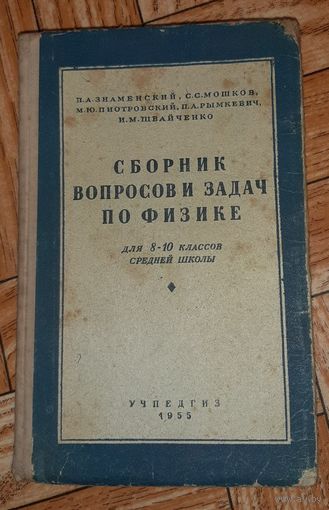 П.А.ЗНАМЕНСКИЙ, С.С.МОШКОВ,
М.Ю.ПИОТРОВСКИЙ, П.А.РЫМКЕВИЧ,
И.М.ШВАЙЧЕНКО
СБОРНИК
ВОПРОСОВ И ЗАДАЧ
ПО ФИЗИКЕ
ДЛЯ 8-10 КЛАССОВ
СРЕДНЕЙ ШКОЛЫ
УЧПЕДГИЗ
1955